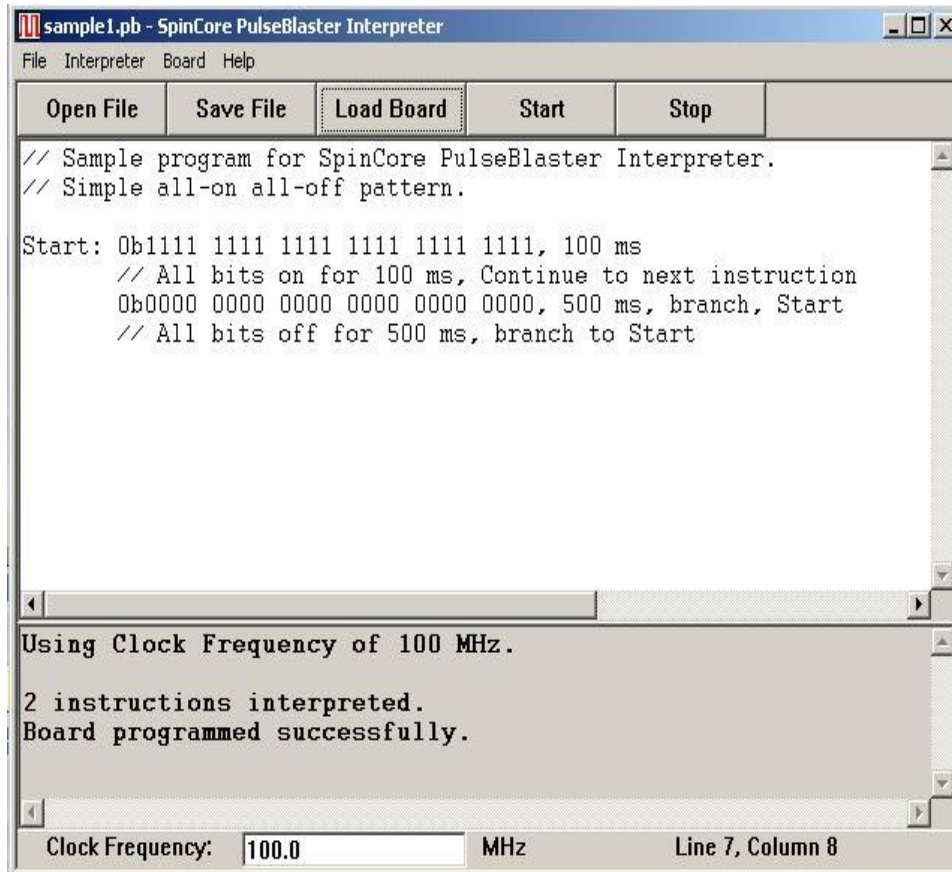 sample1.pb - SpinCore PulseBlaster Interpreter
File Interpreter Board Help
Open File Save File Load Board Start Stop
// Sample program for SpinCore PulseBlaster Interpreter.
// Simple all-on all-off pattern.
Start: 0b1111 1111 1111 1111 1111 1111, 100 ms
// All bits on for 100 ms, Continue to next instruction
0b0000 0000 0000 0000 0000 0000, 500 ms, branch, Start
// All bits off for 500 ms, branch to Start
Using Clock Frequency of 100 MHz.
2 instructions interpreted.
Board programmed successfully.
Clock Frequency: 100.0 MHz Line 7, Column 8